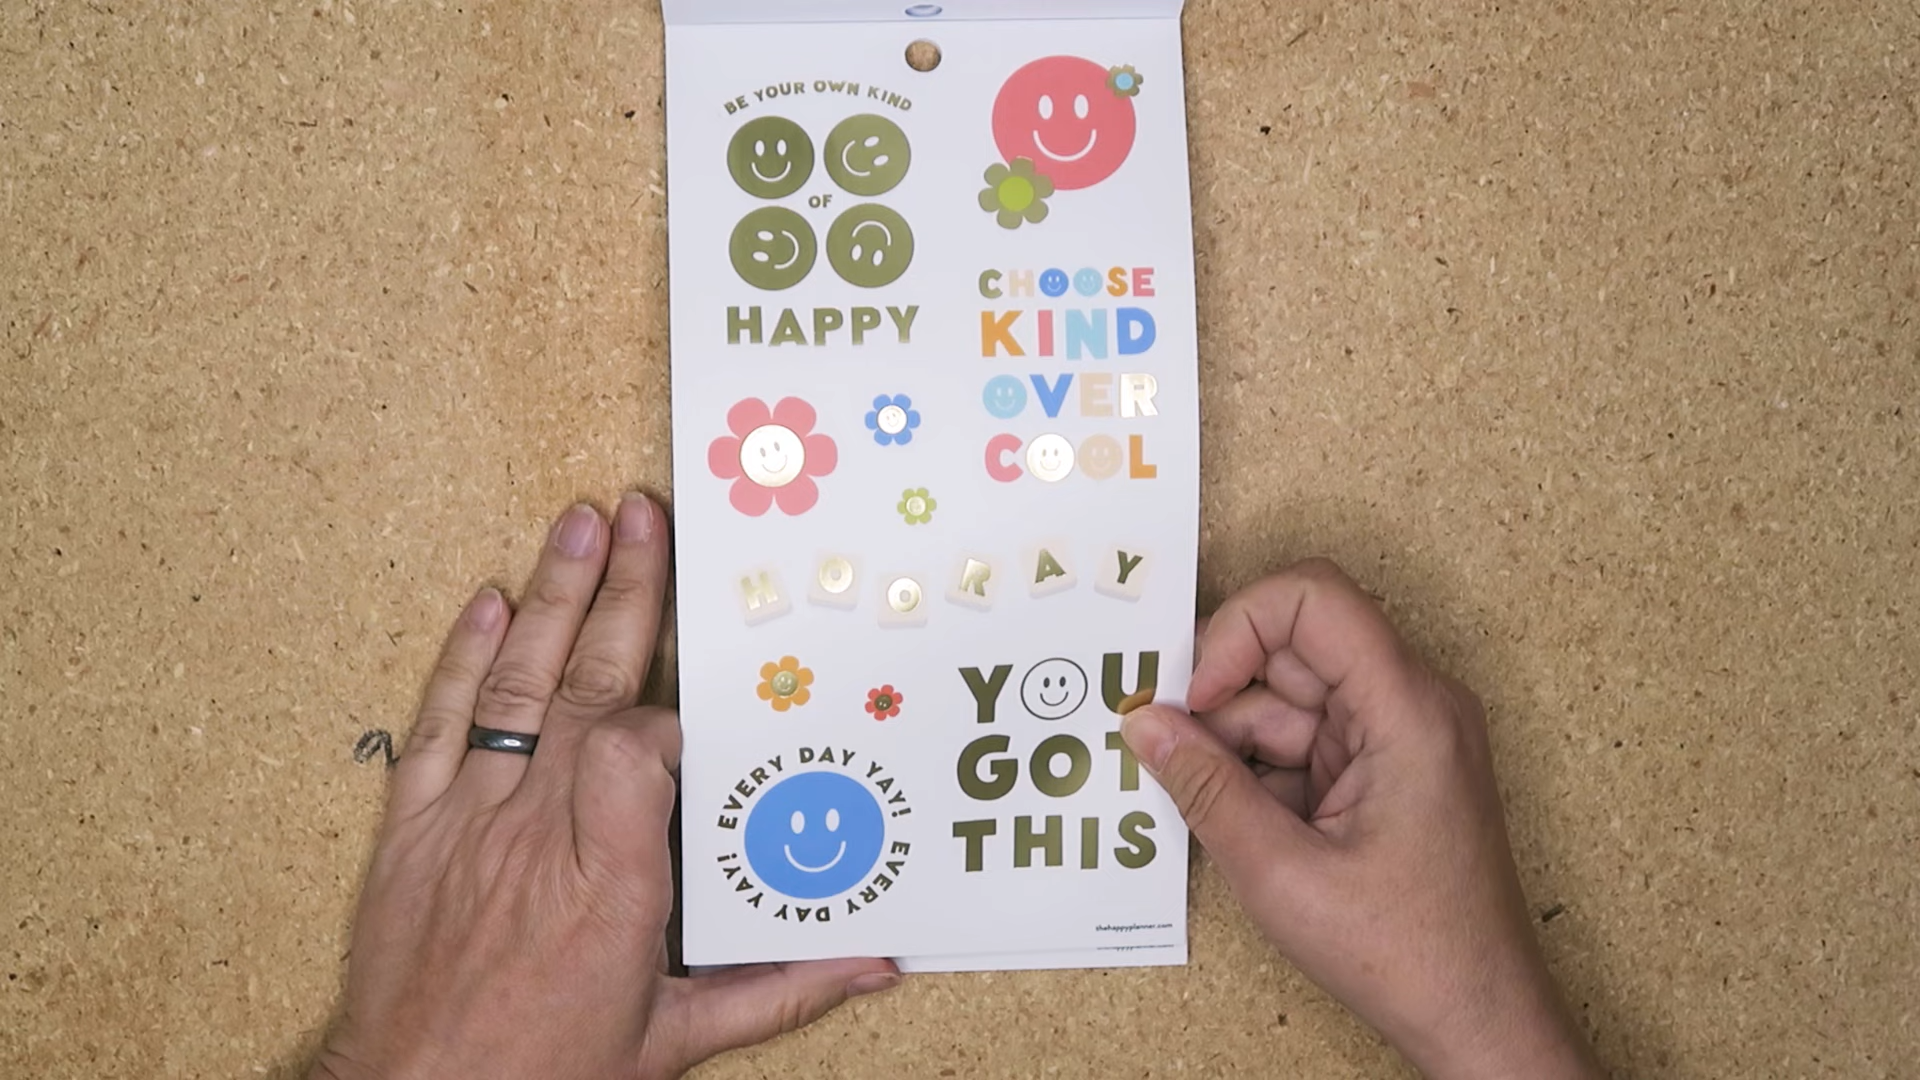 BE YOUR OWN KIND
OF
HAPPY
CHOOSE
KIND
OVER
COOL
HOORAY
YOU
GOT
THIS
EVERY DAY YAY! EVERY DAY YAY!
thehappyplanner.com